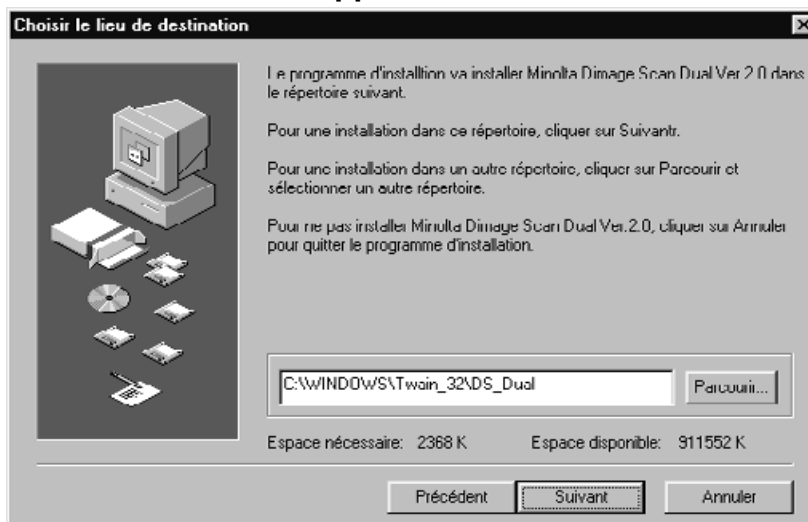 Choisir le lieu de destination
Le programme d'installtion va installer Minolta Dimage Scan Dual Ver 2.0 dans
le répertoire suivant.
Pour une installation dans ce répertoire, cliquer sur Suivantr.
Pour une installation dans un autre répertoire, cliquer sur Parcourir et
sélectionner un autre répertoire.
Pour ne pas installer Minolta Dimage Scan Dual Ver.2.0, cliquer sur Annuler
pour quitter le programme d'installation.
C:\WINDOWS\Twain_32\DS_Dual
Parcourir...
Espace nécessaire: 2368 K Espace disponible: 911552 K
Précédent Suivant Annuler